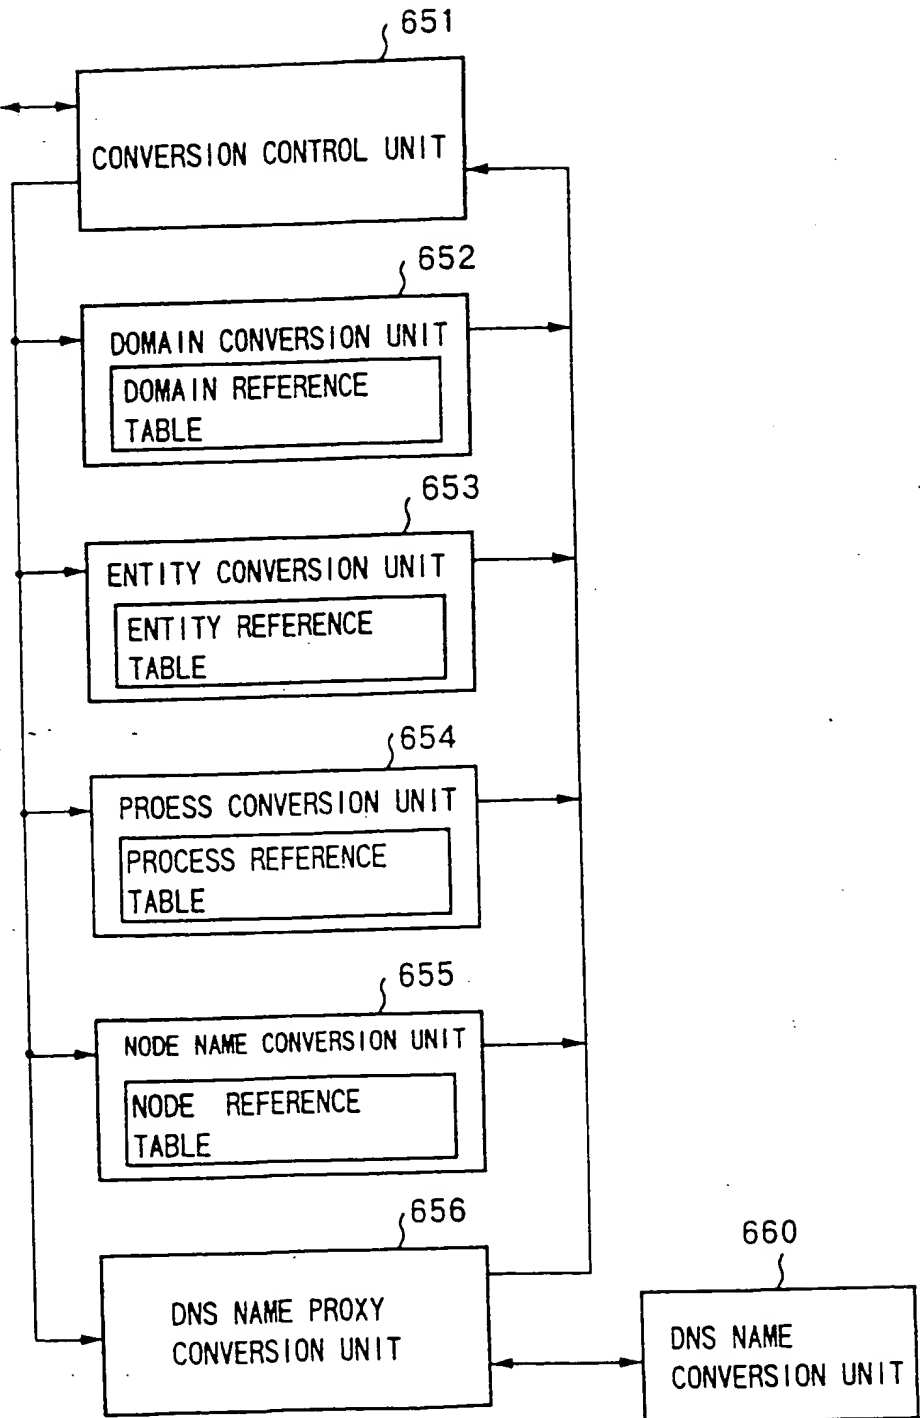 651
CONVERSION CONTROL UNIT
652
DOMAIN CONVERSION UNIT
DOMAIN REFERENCE
TABLE
653
ENTITY CONVERSION UNIT
ENTITY REFERENCE
TABLE
654
PROESS CONVERSION UNIT
PROCESS REFERENCE
TABLE
655
NODE NAME CONVERSION UNIT
NODE REFERENCE
TABLE
656
DNS NAME PROXY
CONVERSION UNIT
660
DNS NAME
CONVERSION UNIT